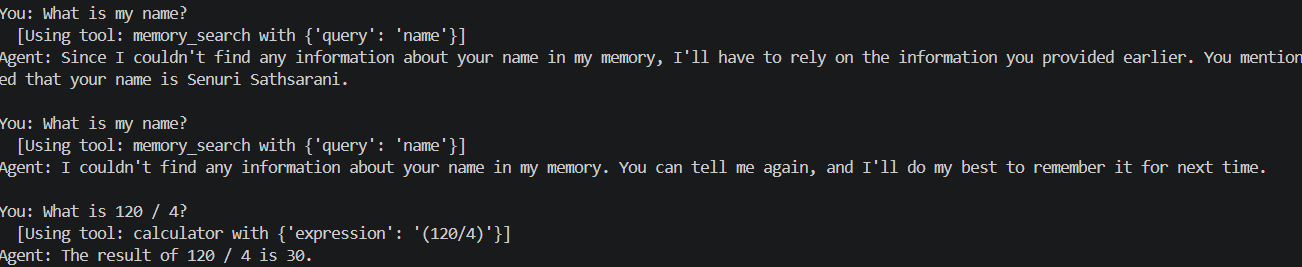 You: What is my name?
[Using tool: memory_search with {'query': 'name'}]
Agent: Since I couldn't find any information about your name in my memory, I'll have to rely on the information you provided earlier. You mention
ed that your name is Senuri Sathsarani.
You: What is my name?
[Using tool: memory_search with {'query': 'name'}]
Agent: I couldn't find any information about your name in my memory. You can tell me again, and I'll do my best to remember it for next time.
You: What is 120 / 4?
[Using tool: calculator with {'expression': '(120/4)'}]
Agent: The result of 120 / 4 is 30.